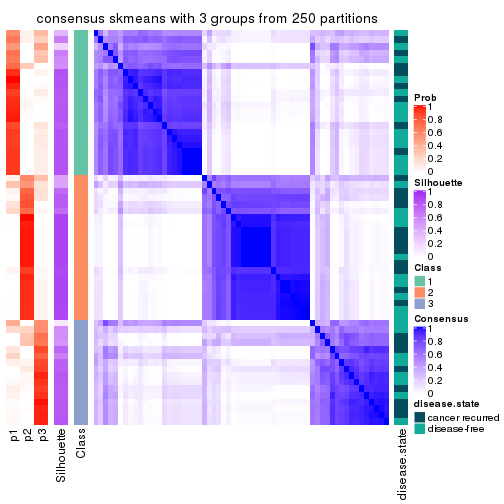 consensus skmeans with 3 groups from 250 partitions
Prob
1
0.8
0.6
0.4
0.2
0
Silhouette
1
0.8
0.6
0.4
0.2
0
Class
1
2
3
Consensus
1
0.8
0.6
0.4
0.2
0
disease.state
cancer recurred
disease-free
p1
p2
p3
Silhouette
Class
disease.state